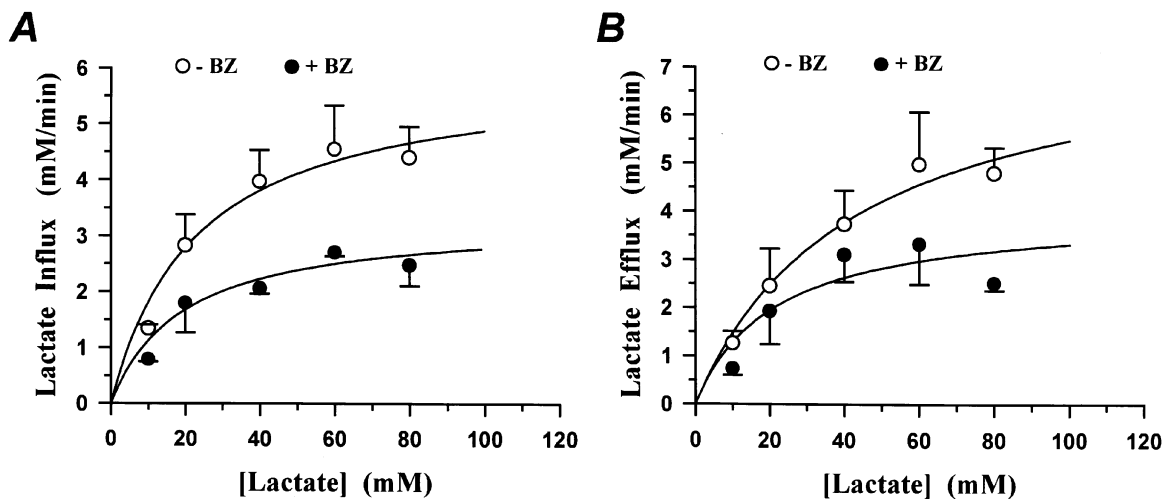 A
- BZ + BZ
Lactate Influx (mM/min)
6
5
4
3
2
1
0
0 20 40 60 80 100 120
[Lactate] (mM)
B
- BZ + BZ
Lactate Efflux (mM/min)
7
6
5
4
3
2
1
0
0 20 40 60 80 100 120
[Lactate] (mM)